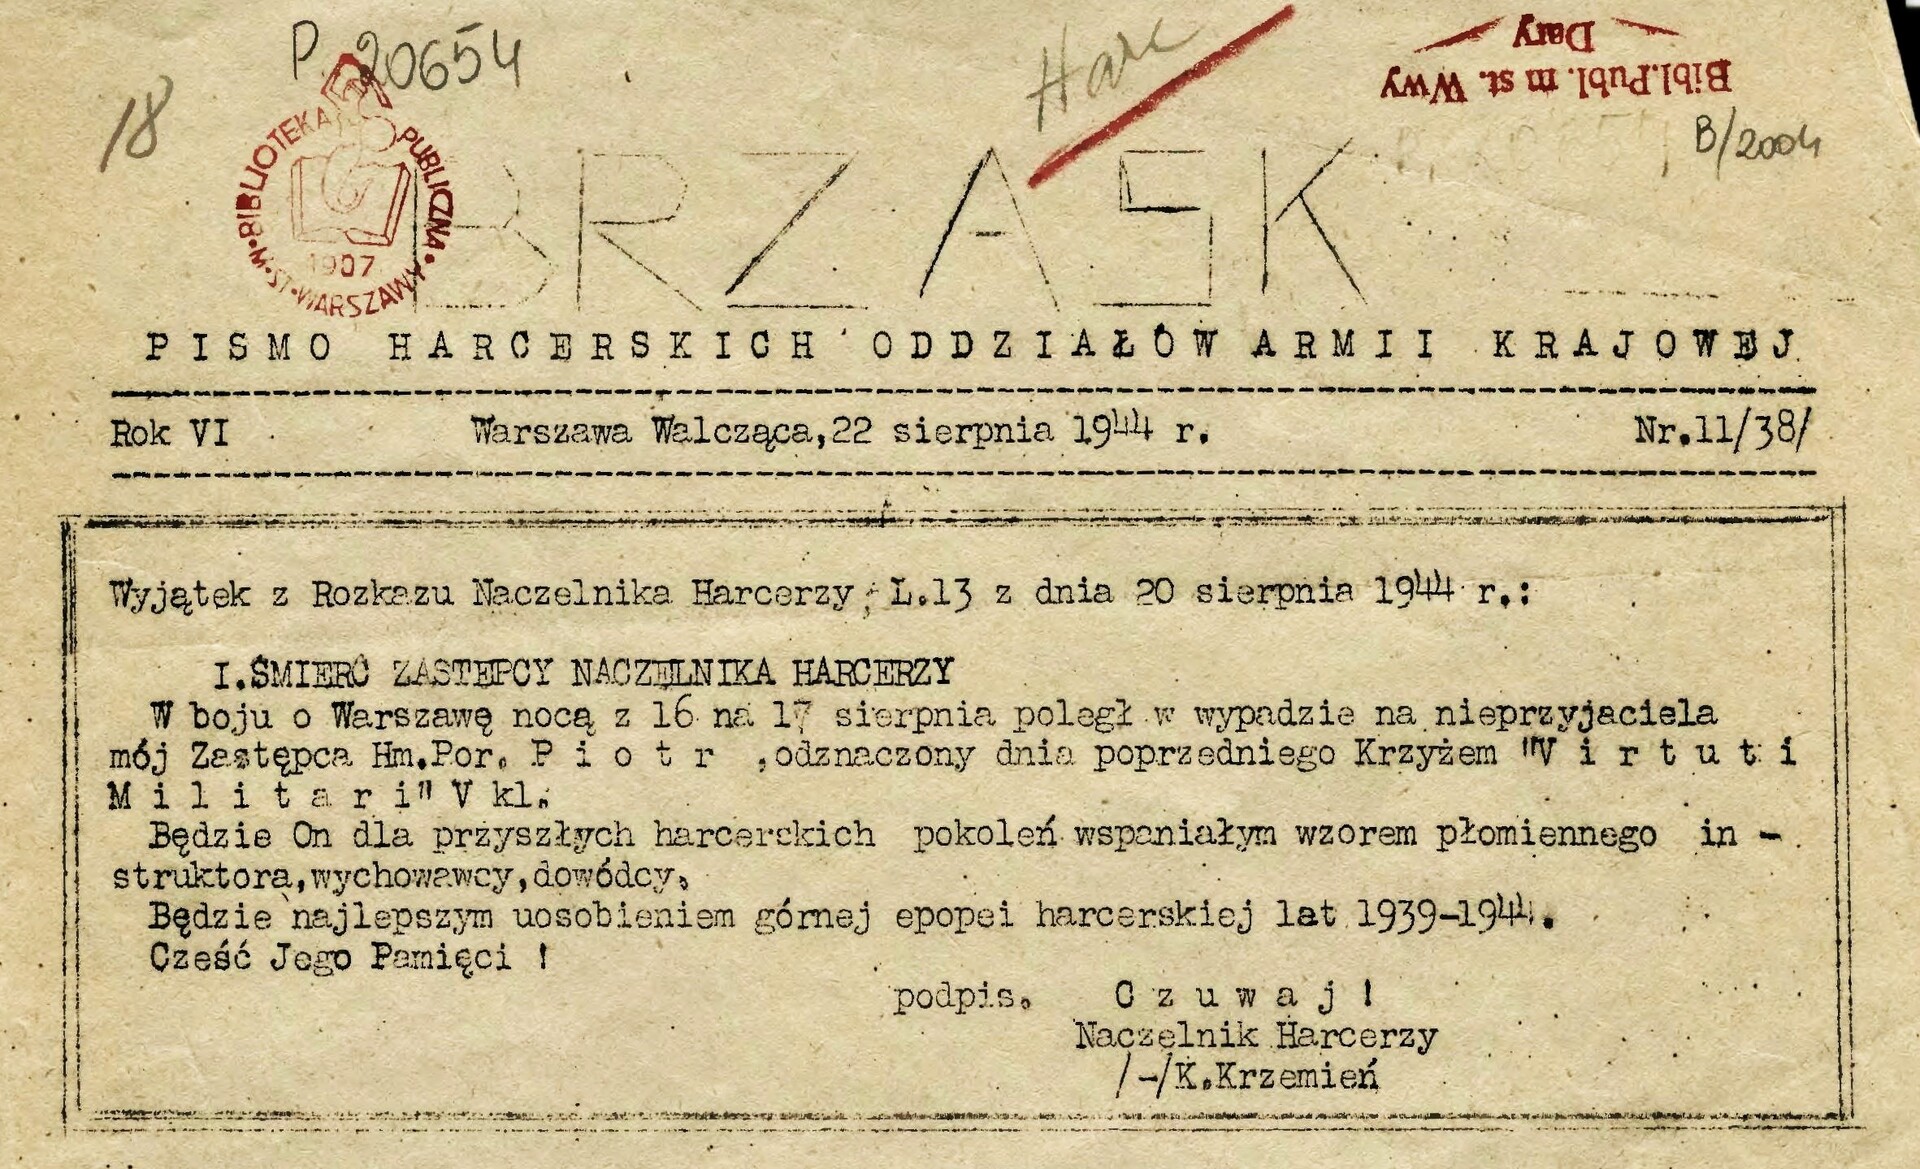 P 20654
18
Harc
Bibl.Publ. m st. Wwy
Dary
B/2004
M. ST. WARSZAWA BIBLIOTEKA PUBLICZNA
1907
BRZASK
PISMO HARCERSKICH ODDZIAŁÓW ARMII KRAJOWEJ
Rok VI Warszawa Walcząca,22 sierpnia 1944 r. Nr.11/38/
Wyjątek z Rozkazu Naczelnika Harcerzy, L.13 z dnia 20 sierpnia 1944 r.:
I.ŚMIERĆ ZASTĘPCY NACZELNIKA HARCERZY
W boju o Warszawę nocą z 16 na 17 sierpnia poległ w wypadzie na nieprzyjaciela
mój Zastępca Hm.Por. P i o t r ,odznaczony dnia poprzedniego Krzyżem "V i r t u t i
M i l i t a r i" V kl.
Będzie On dla przyszłych harcerskich pokoleń wspaniałym wzorem płomiennego in -
struktora,wychowawcy,dowódcy.
Będzie najlepszym uosobieniem górnej epopei harcerskiej lat 1939-1944.
Cześć Jego Pamięci !
podpis. C z u w a j !
Naczelnik Harcerzy
/-/K.Krzemień